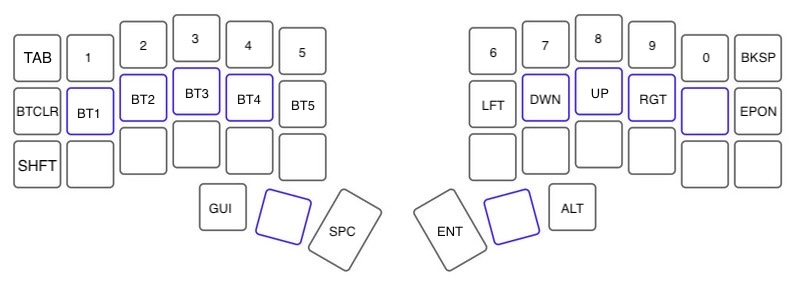 TAB 1 2 3 4 5 6 7 8 9 0 BKSP
BTCLR BT1 BT2 BT3 BT4 BT5 LFT DWN UP RGT EPON
SHFT
GUI SPC ENT ALT